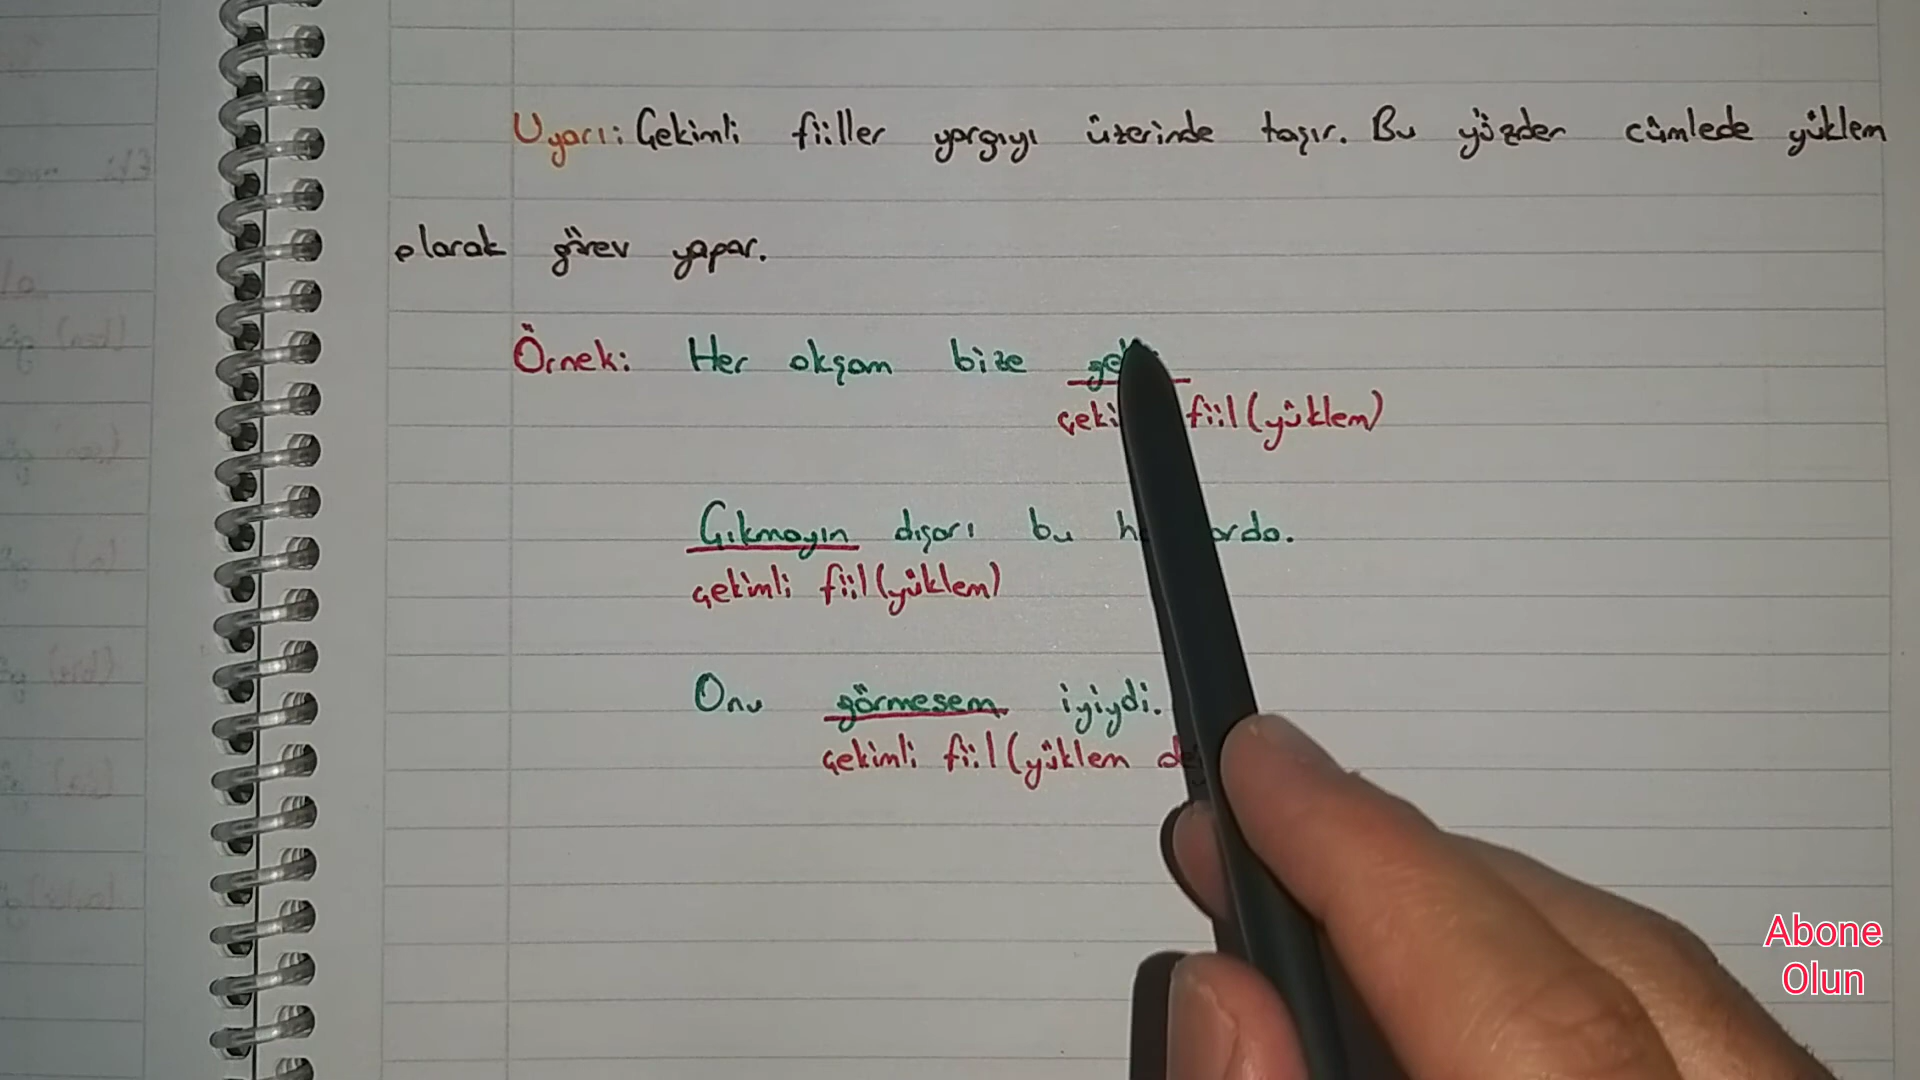 Uyarı: Çekimli fiiller yargıyı üzerinde taşır. Bu yüzden cümlede yüklem
olarak görev yapar.
Örnek: Her akşam bize
fiil (yüklem)
Çıkmayın dışarı bu
çekimli fiil (yüklem)
Onu görmesem iyiydi.
çekimli fiil (yüklem
Abone
Olun